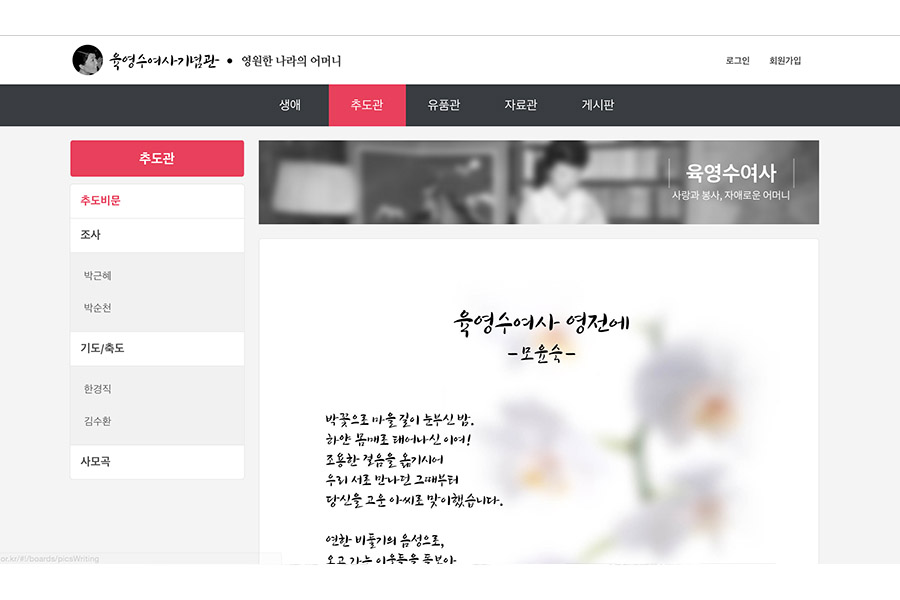 육영수여사기념관 • 영원한 나라의 어머니
로그인 회원가입
생애 추도관 유품관 자료관 게시판
추도관
추도비문
조사
박근혜
박순천
기도/축도
한경직
김수환
사모곡
육영수여사
사랑과 봉사, 자애로운 어머니
육영수여사 영전에
-모윤숙-
박꽃으로 마을 길이 눈부신 밤.
하얀 몸매로 태어나신 이여!
조용한 걸음을 옮기시어
우리 서로 만나던 그때부터
당신을 고운 아씨로 맞이했습니다.
연한 비둘기의 음성으로,
오고 가는 이웃들을 돌보아
or.kr/#!/boards/picsWriting